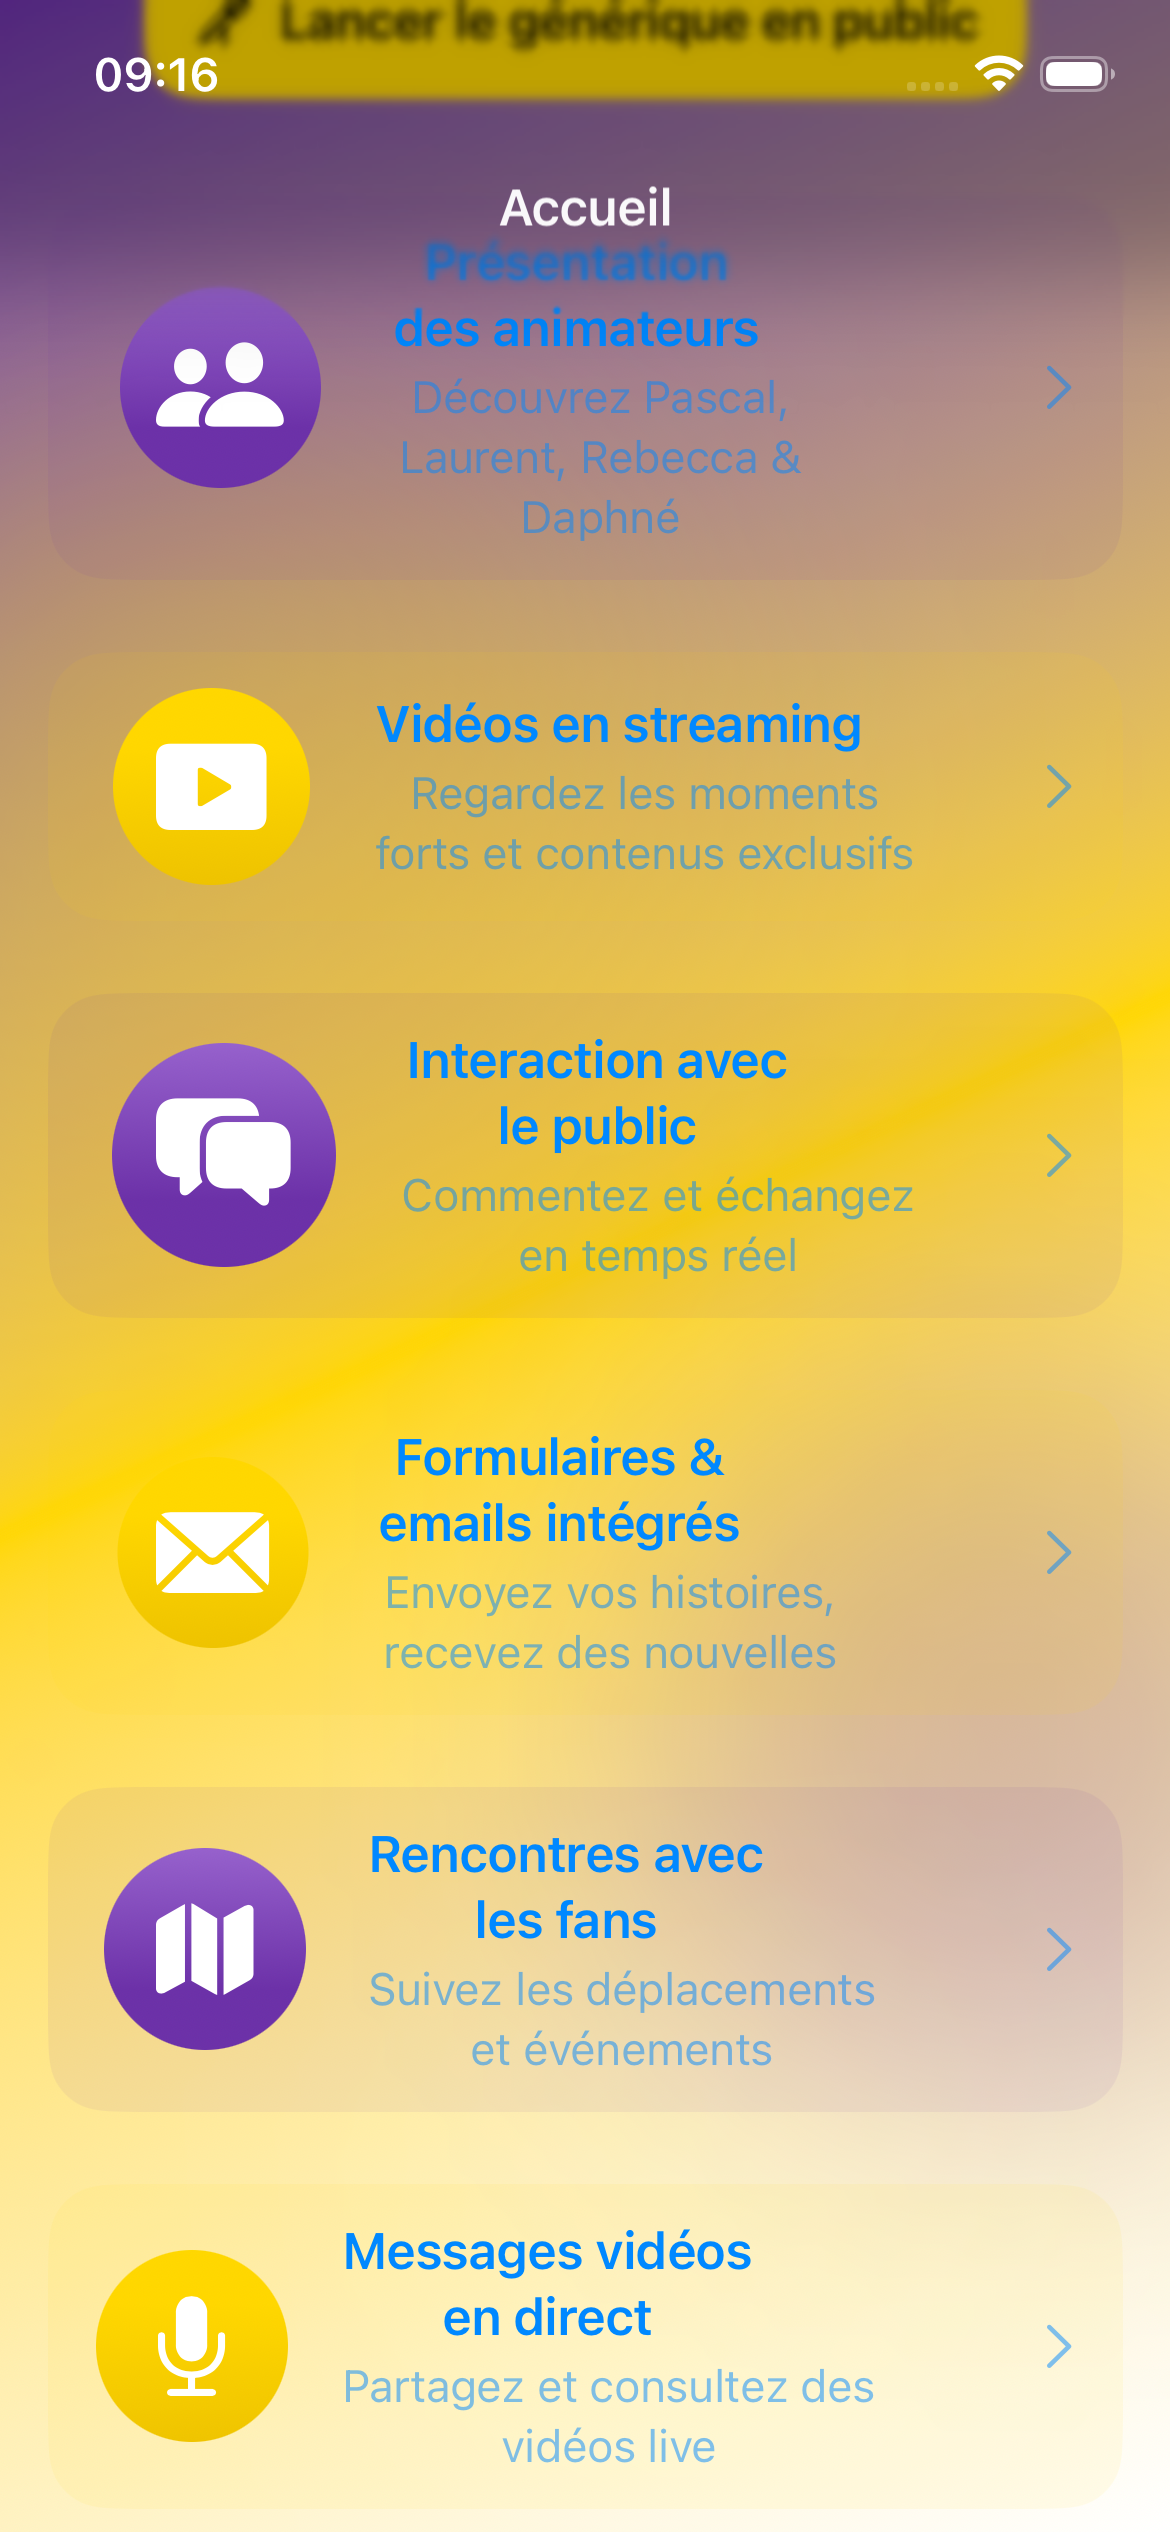 Lancer le générique en public
09:16
Accueil
Présentation
des animateurs
Découvrez Pascal,
Laurent, Rebecca &
Daphné
Vidéos en streaming
Regardez les moments
forts et contenus exclusifs
Interaction avec
le public
Commentez et échangez
en temps réel
Formulaires &
emails intégrés
Envoyez vos histoires,
recevez des nouvelles
Rencontres avec
les fans
Suivez les déplacements
et événements
Messages vidéos
en direct
Partagez et consultez des
vidéos live